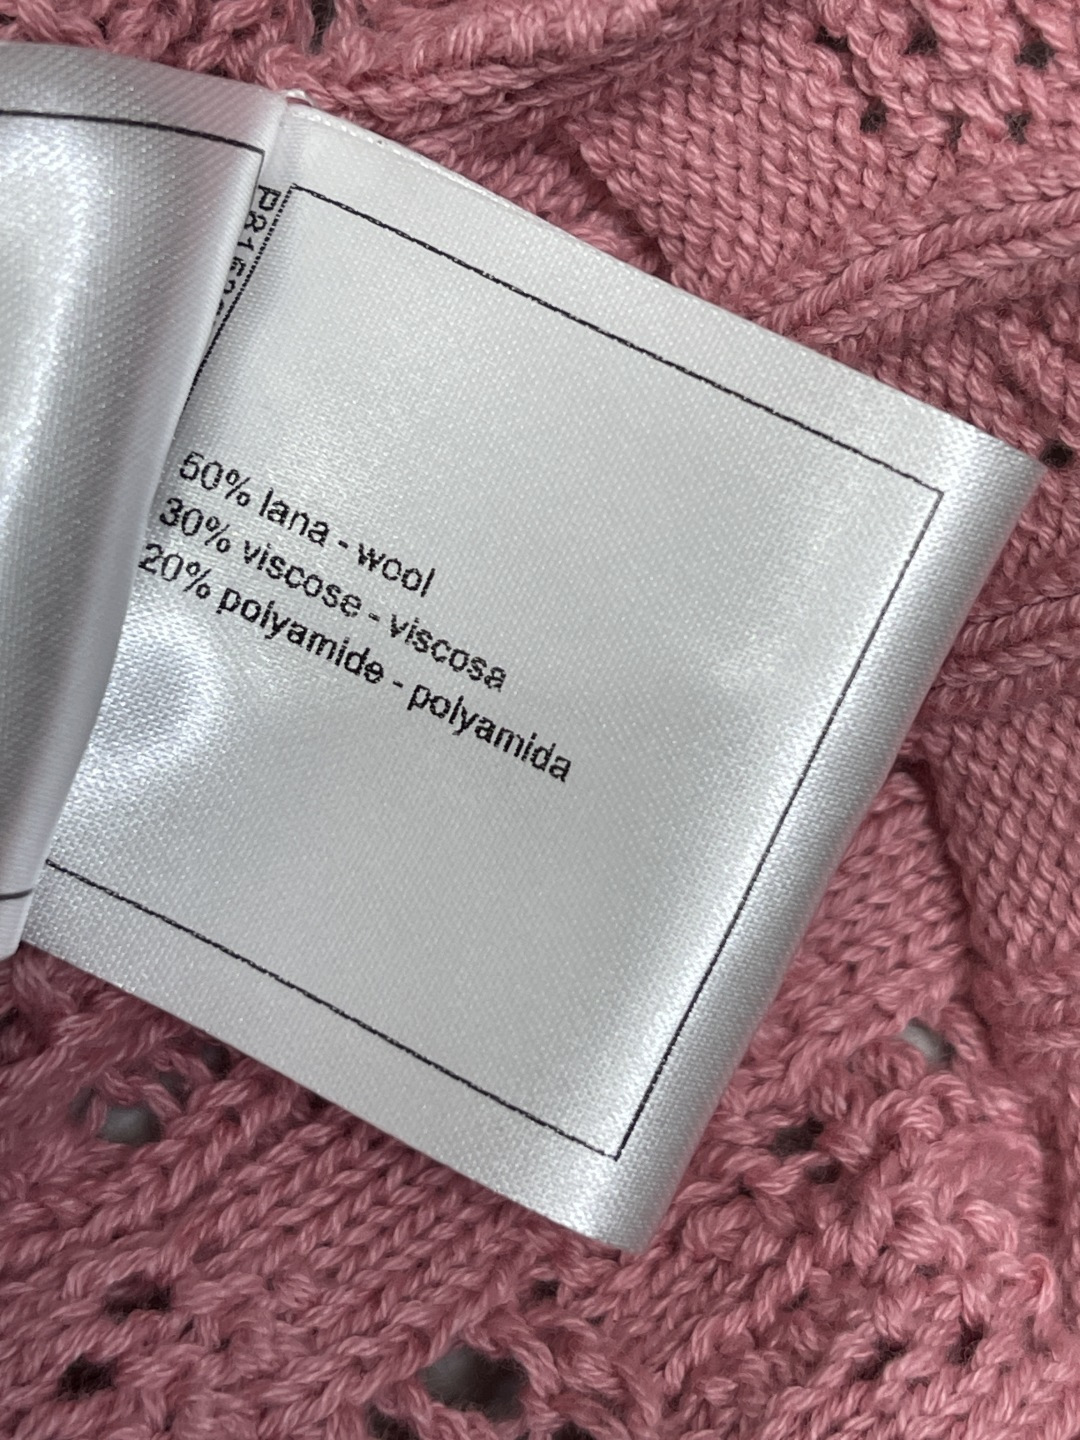 50% lana - wool
30% viscose - viscosa
20% polyamide - polyamida